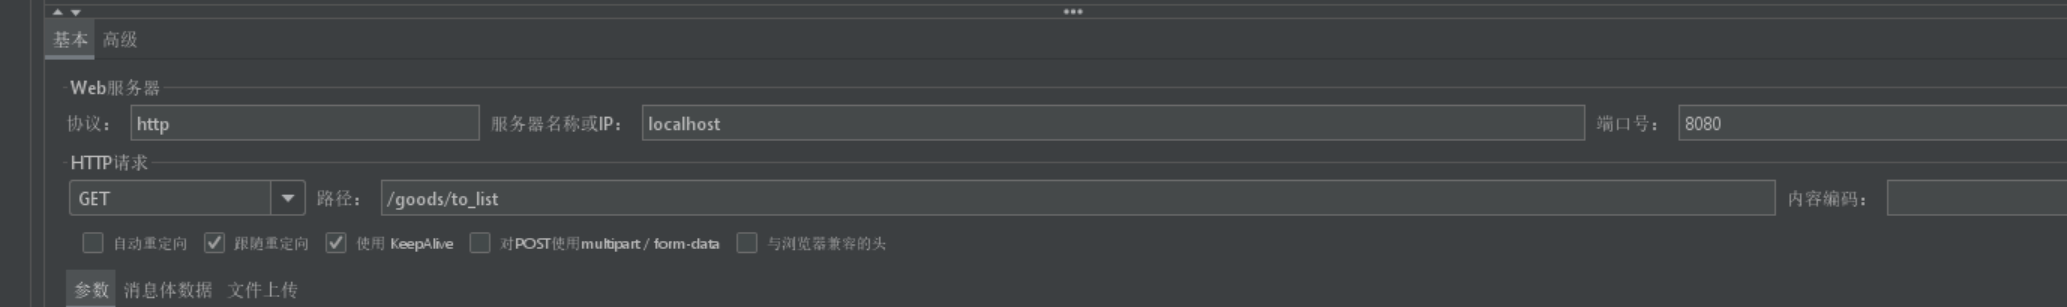 基本 高级
Web服务器
协议： http 服务器名称或IP： localhost 端口号： 8080
HTTP请求
GET 路径： /goods/to_list 内容编码：
自动重定向 跟随重定向 使用 KeepAlive 对POST使用multipart / form-data 与浏览器兼容的头
参数 消息体数据 文件上传